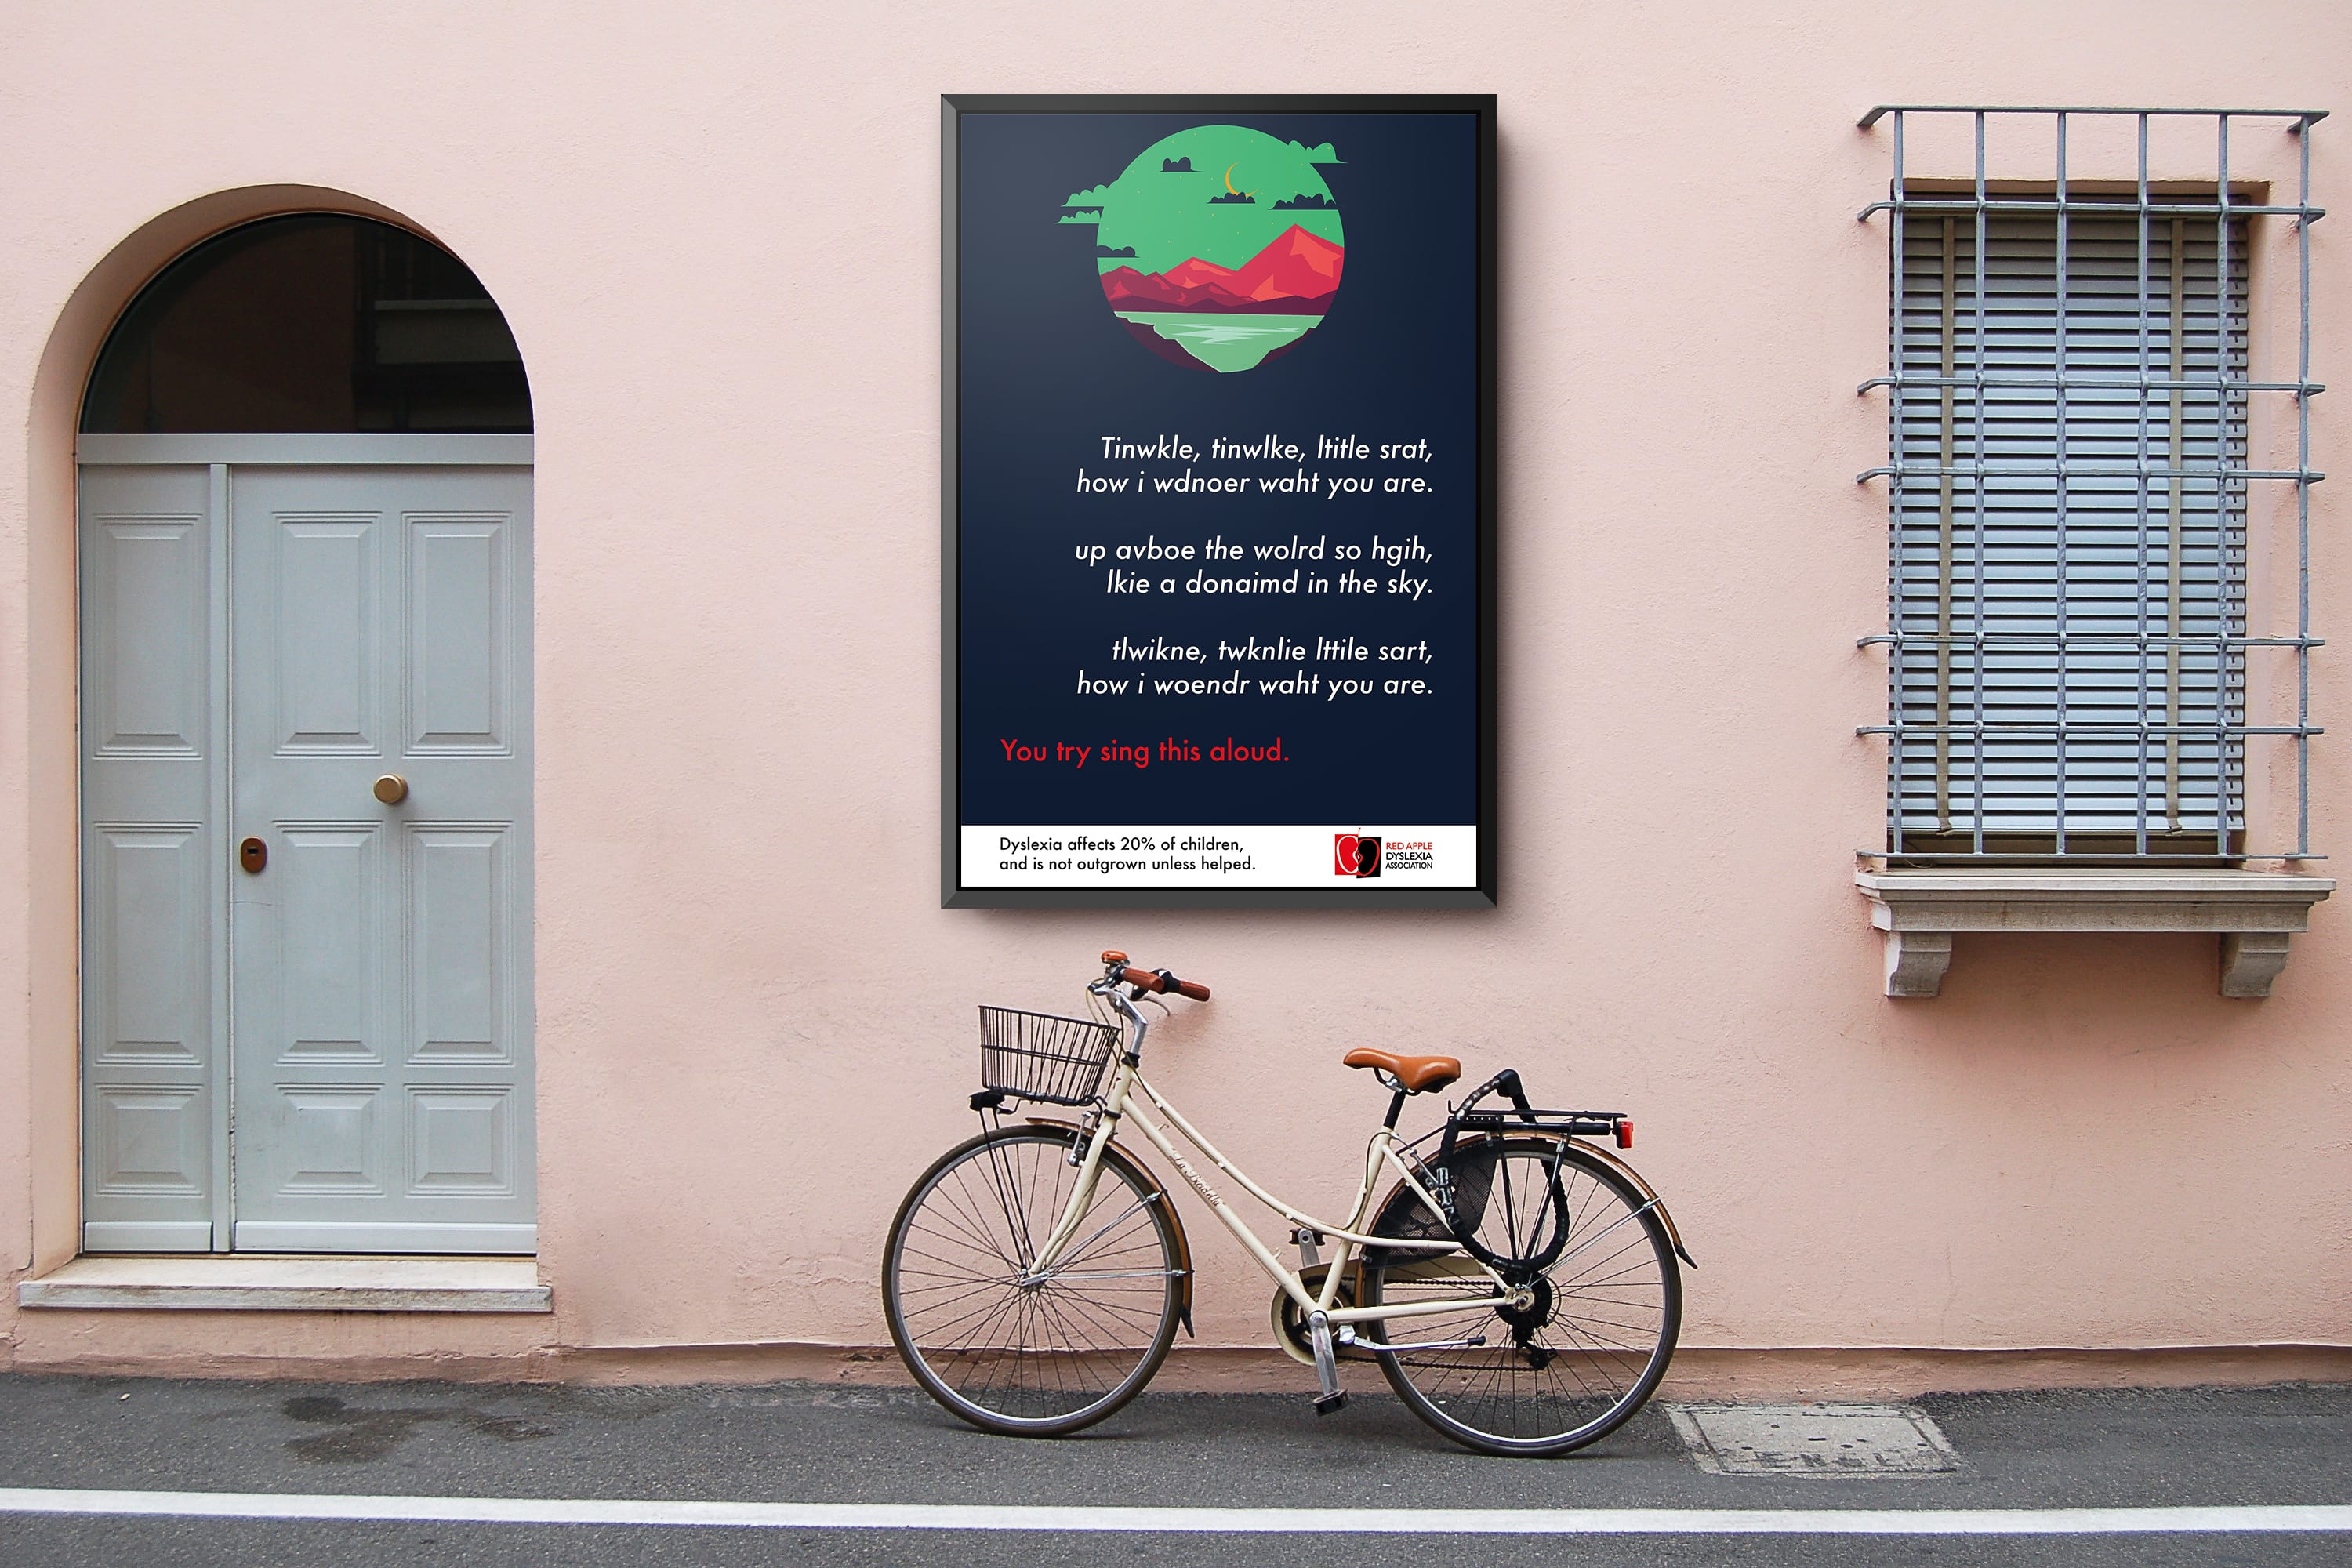 Tinwkle, tinwlke, ltitle srat,
how i wdnoer waht you are.
up avboe the wolrd so hgih,
lkie a donaimd in the sky.
tlwikne, twknlie lttile sart,
how i woendr waht you are.
You try sing this aloud.
Dyslexia affects 20% of children,
and is not outgrown unless helped.
RED APPLE
DYSLEXIA
ASSOCIATION